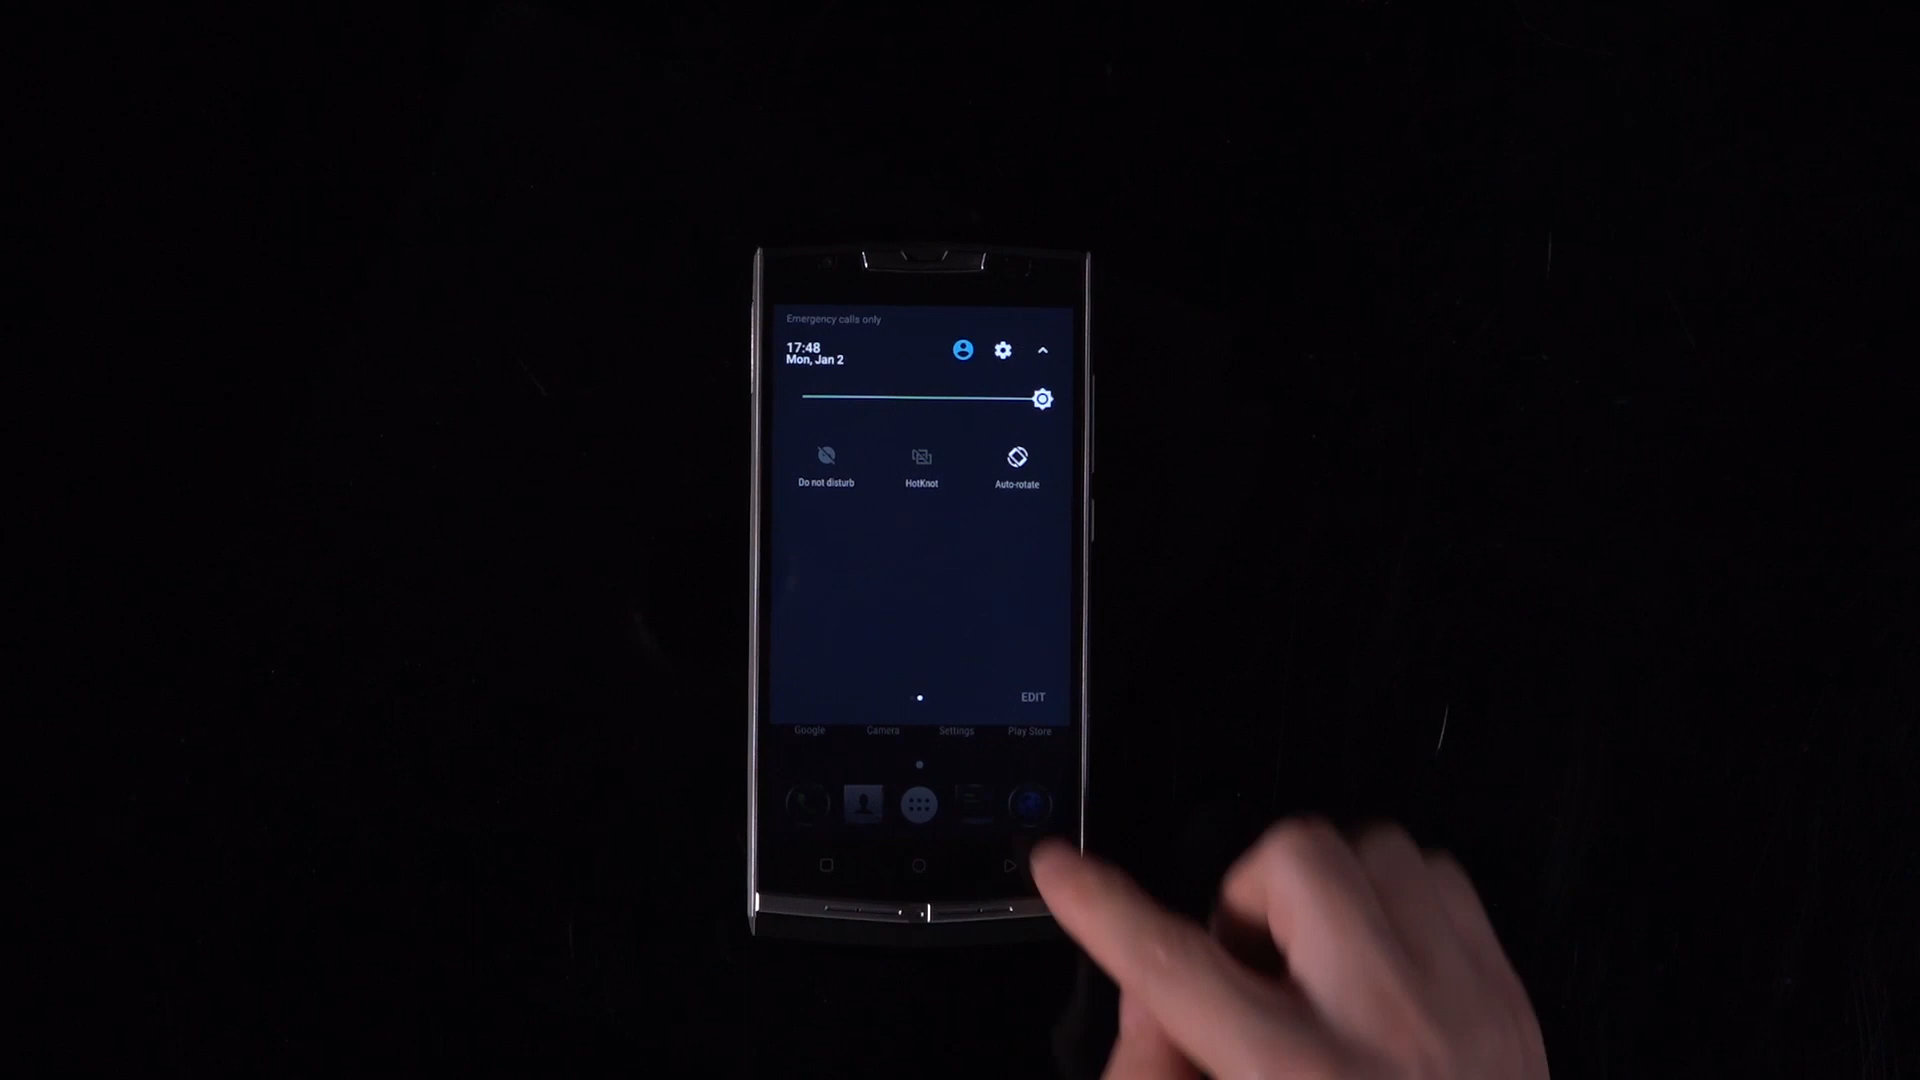 Emergency calls only
17:48
Mon, Jan 2
Do not disturb
HotKnot
Auto-rotate
EDIT
Google
Camera
Settings
Play Store